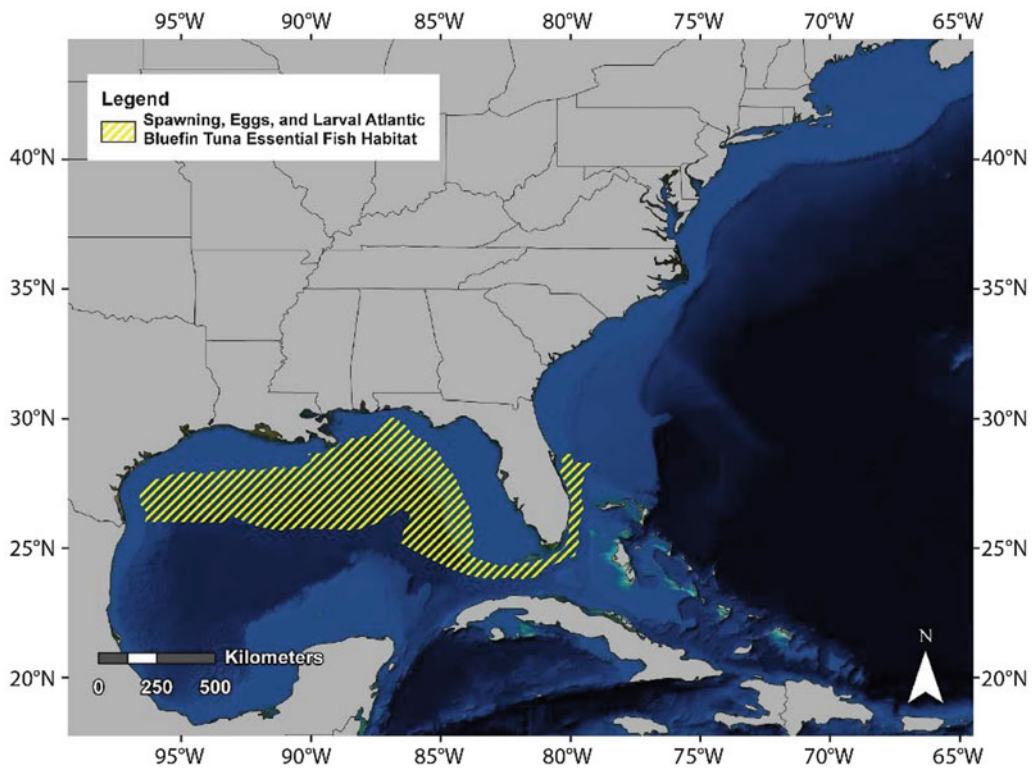 95°W 90°W 85°W 80°W 75°W 70°W 65°W
Legend
Spawning, Eggs, and Larval Atlantic
Bluefin Tuna Essential Fish Habitat
40°N 40°N
35°N 35°N
30°N 30°N
25°N 25°N
N
Kilometers
20°N 20°N
0 250 500
95°W 90°W 85°W 80°W 75°W 70°W 65°W